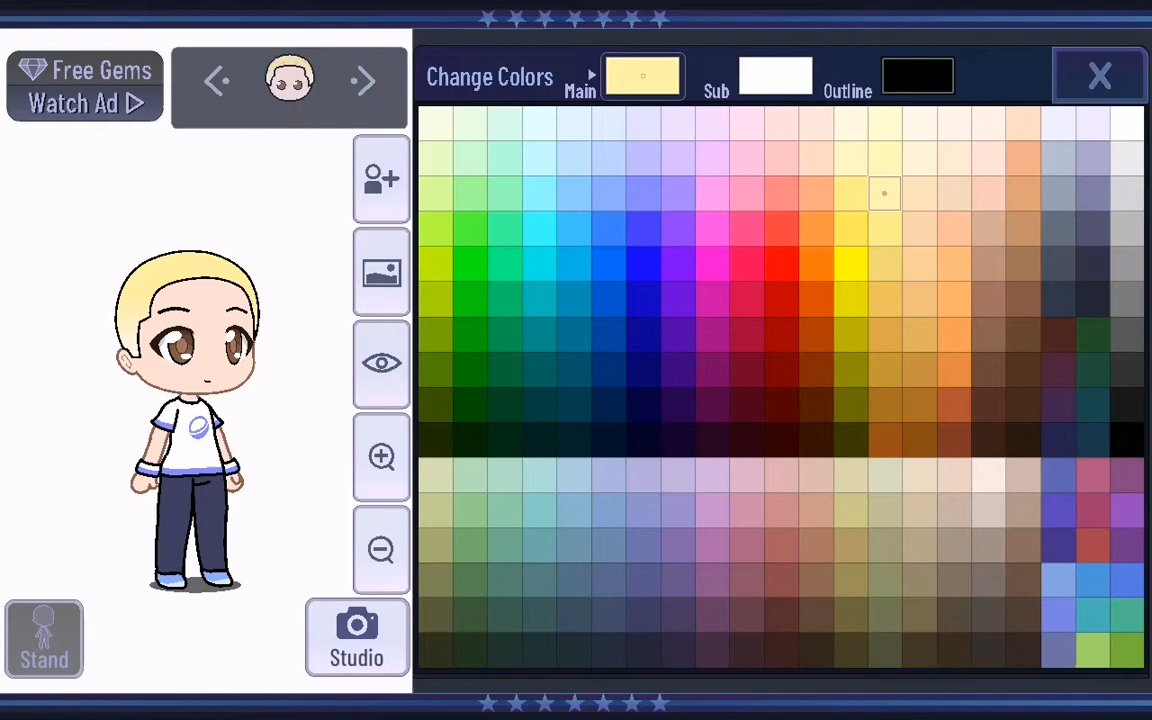 Free Gems
Watch Ad
Change Colors
Main
Sub
Outline
X
Stand
Studio